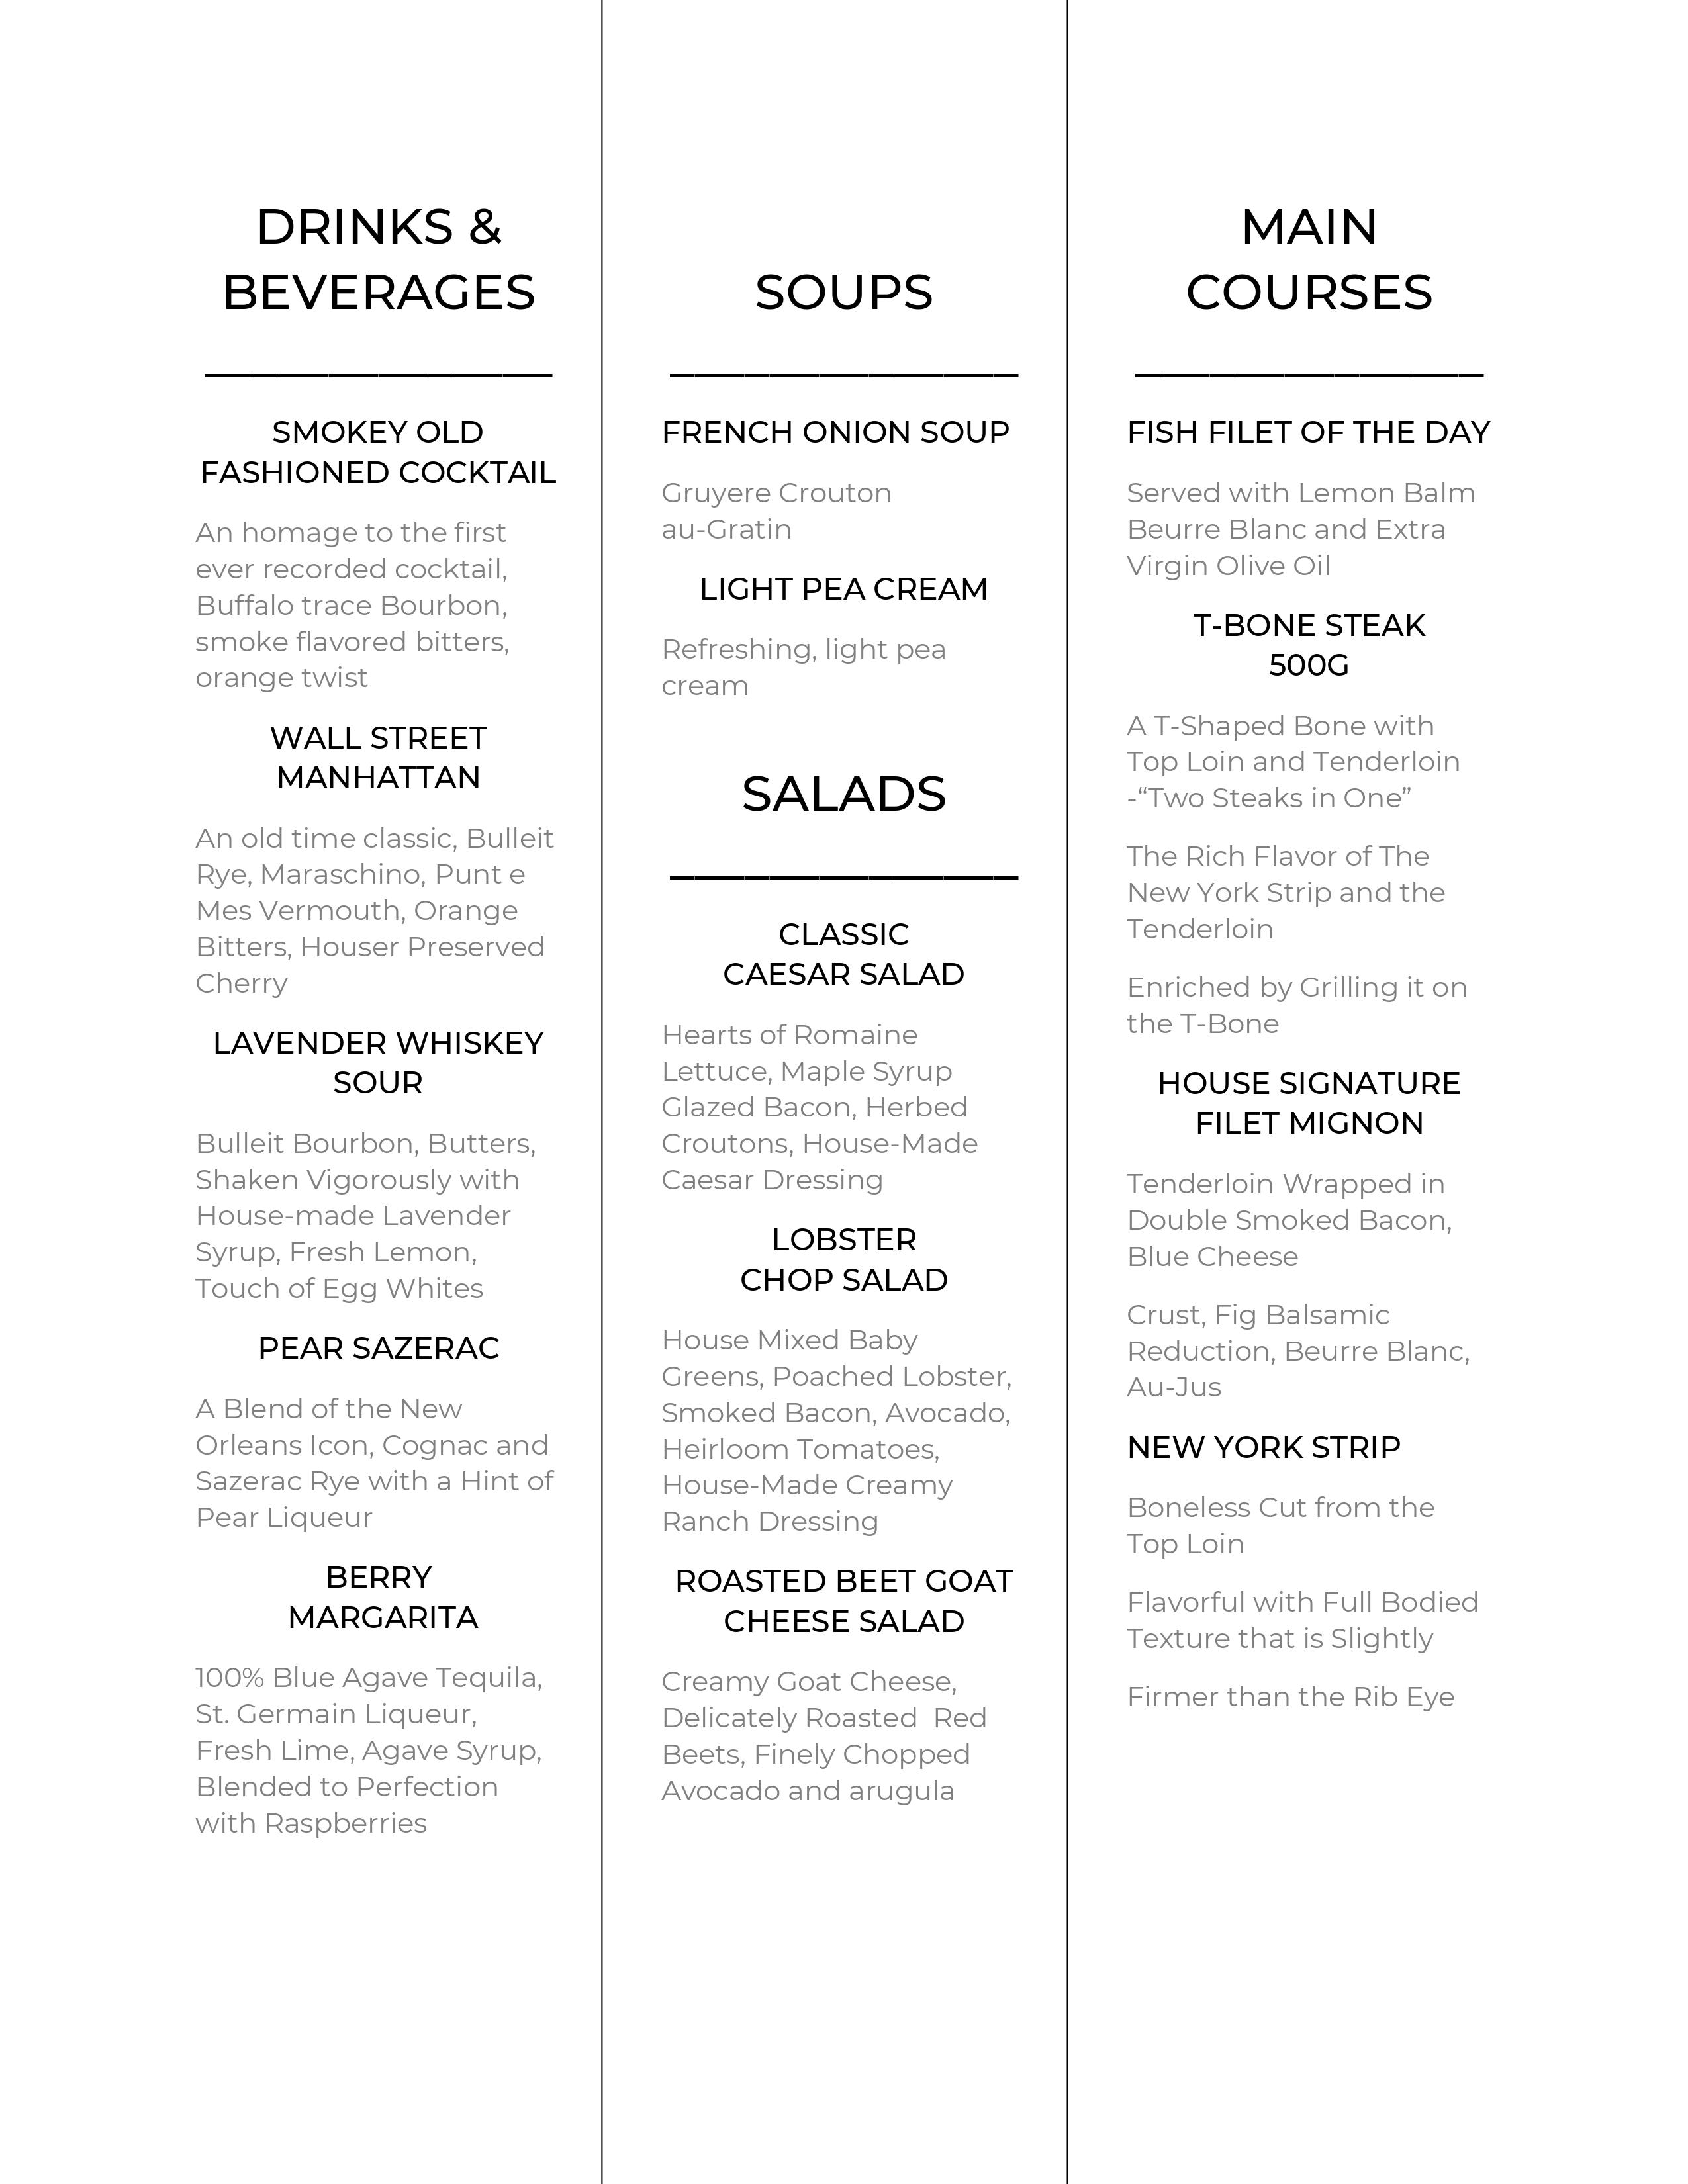 DRINKS &
BEVERAGES
SMOKEY OLD
FASHIONED COCKTAIL
An homage to the first
ever recorded cocktail,
Buffalo trace Bourbon,
smoke flavored bitters,
orange twist
WALL STREET
MANHATTAN
An old time classic, Bulleit
Rye, Maraschino, Punt e
Mes Vermouth, Orange
Bitters, Houser Preserved
Cherry
LAVENDER WHISKEY
SOUR
Bulleit Bourbon, Butters,
Shaken Vigorously with
House-made Lavender
Syrup, Fresh Lemon,
Touch of Egg Whites
PEAR SAZERAC
A Blend of the New
Orleans Icon, Cognac and
Sazerac Rye with a Hint of
Pear Liqueur
BERRY
MARGARITA
100% Blue Agave Tequila,
St. Germain Liqueur,
Fresh Lime, Agave Syrup,
Blended to Perfection
with Raspberries
SOUPS
FRENCH ONION SOUP
Gruyere Crouton
au-Gratin
LIGHT PEA CREAM
Refreshing, light pea
cream
SALADS
CLASSIC
CAESAR SALAD
Hearts of Romaine
Lettuce, Maple Syrup
Glazed Bacon, Herbed
Croutons, House-Made
Caesar Dressing
LOBSTER
CHOP SALAD
House Mixed Baby
Greens, Poached Lobster,
Smoked Bacon, Avocado,
Heirloom Tomatoes,
House-Made Creamy
Ranch Dressing
ROASTED BEET GOAT
CHEESE SALAD
Creamy Goat Cheese,
Delicately Roasted  Red
Beets, Finely Chopped
Avocado and arugula
MAIN
COURSES
FISH FILET OF THE DAY
Served with Lemon Balm
Beurre Blanc and Extra
Virgin Olive Oil
T-BONE STEAK
500G
A T-Shaped Bone with
Top Loin and Tenderloin
-“Two Steaks in One”
The Rich Flavor of The
New York Strip and the
Tenderloin
Enriched by Grilling it on
the T-Bone
HOUSE SIGNATURE
FILET MIGNON
Tenderloin Wrapped in
Double Smoked Bacon,
Blue Cheese
Crust, Fig Balsamic
Reduction, Beurre Blanc,
Au-Jus
NEW YORK STRIP
Boneless Cut from the
Top Loin
Flavorful with Full Bodied
Texture that is Slightly
Firmer than the Rib Eye